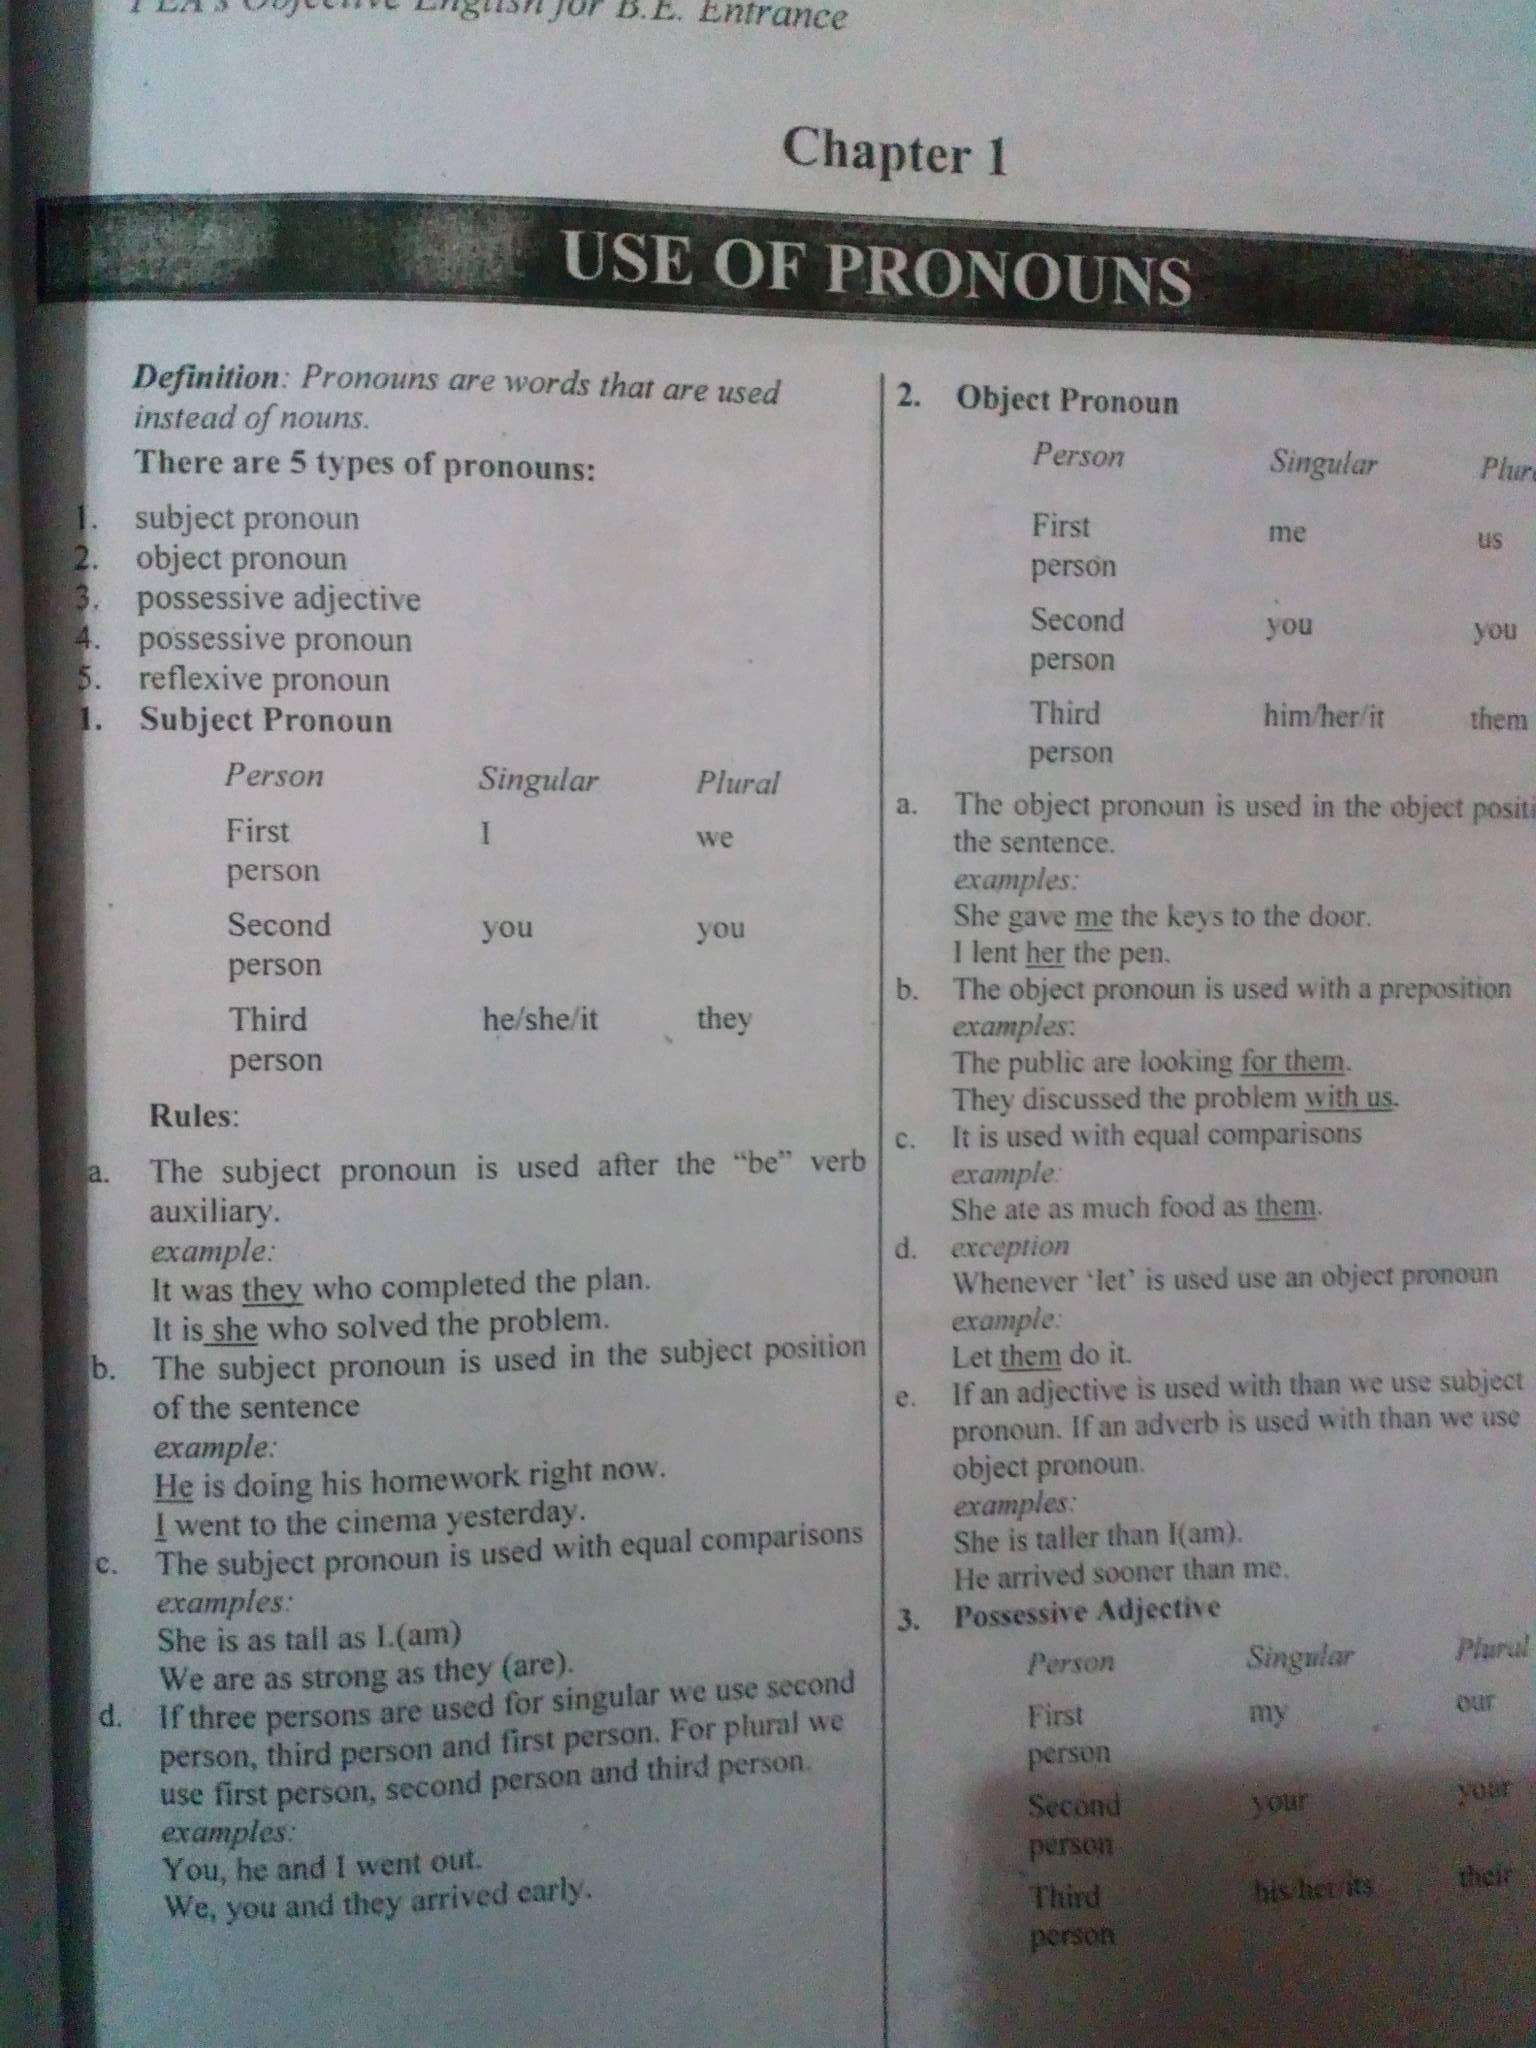 Objective English for B.E. Entrance
Chapter 1
USE OF PRONOUNS
Definition: Pronouns are words that are used
instead of nouns.
There are 5 types of pronouns:
1. subject pronoun
2. object pronoun
3. possessive adjective
4. possessive pronoun
5. reflexive pronoun
1. Subject Pronoun
Person Singular Plural
First I we
person
Second you you
person
Third he/she/it they
person
Rules:
a. The subject pronoun is used after the “be” verb
auxiliary.
example:
It was they who completed the plan.
It is she who solved the problem.
b. The subject pronoun is used in the subject position
of the sentence
example:
He is doing his homework right now.
I went to the cinema yesterday.
c. The subject pronoun is used with equal comparisons
examples:
She is as tall as I.(am)
We are as strong as they (are).
d. If three persons are used for singular we use second
person, third person and first person. For plural we
use first person, second person and third person.
examples:
You, he and I went out.
We, you and they arrived early.
2. Object Pronoun
Person Singular Plur
First me us
person
Second you you
person
Third him/her/it them
person
a. The object pronoun is used in the object positi
the sentence.
examples:
She gave me the keys to the door.
I lent her the pen.
b. The object pronoun is used with a preposition
examples:
The public are looking for them.
They discussed the problem with us.
c. It is used with equal comparisons
example:
She ate as much food as them.
d. exception
Whenever ‘let’ is used use an object pronoun
example:
Let them do it.
e. If an adjective is used with than we use subject
pronoun. If an adverb is used with than we use
object pronoun.
examples:
She is taller than I(am).
He arrived sooner than me.
3. Possessive Adjective
Person Singular Plural
First my our
person
Second your your
person
Third his/her/its their
person